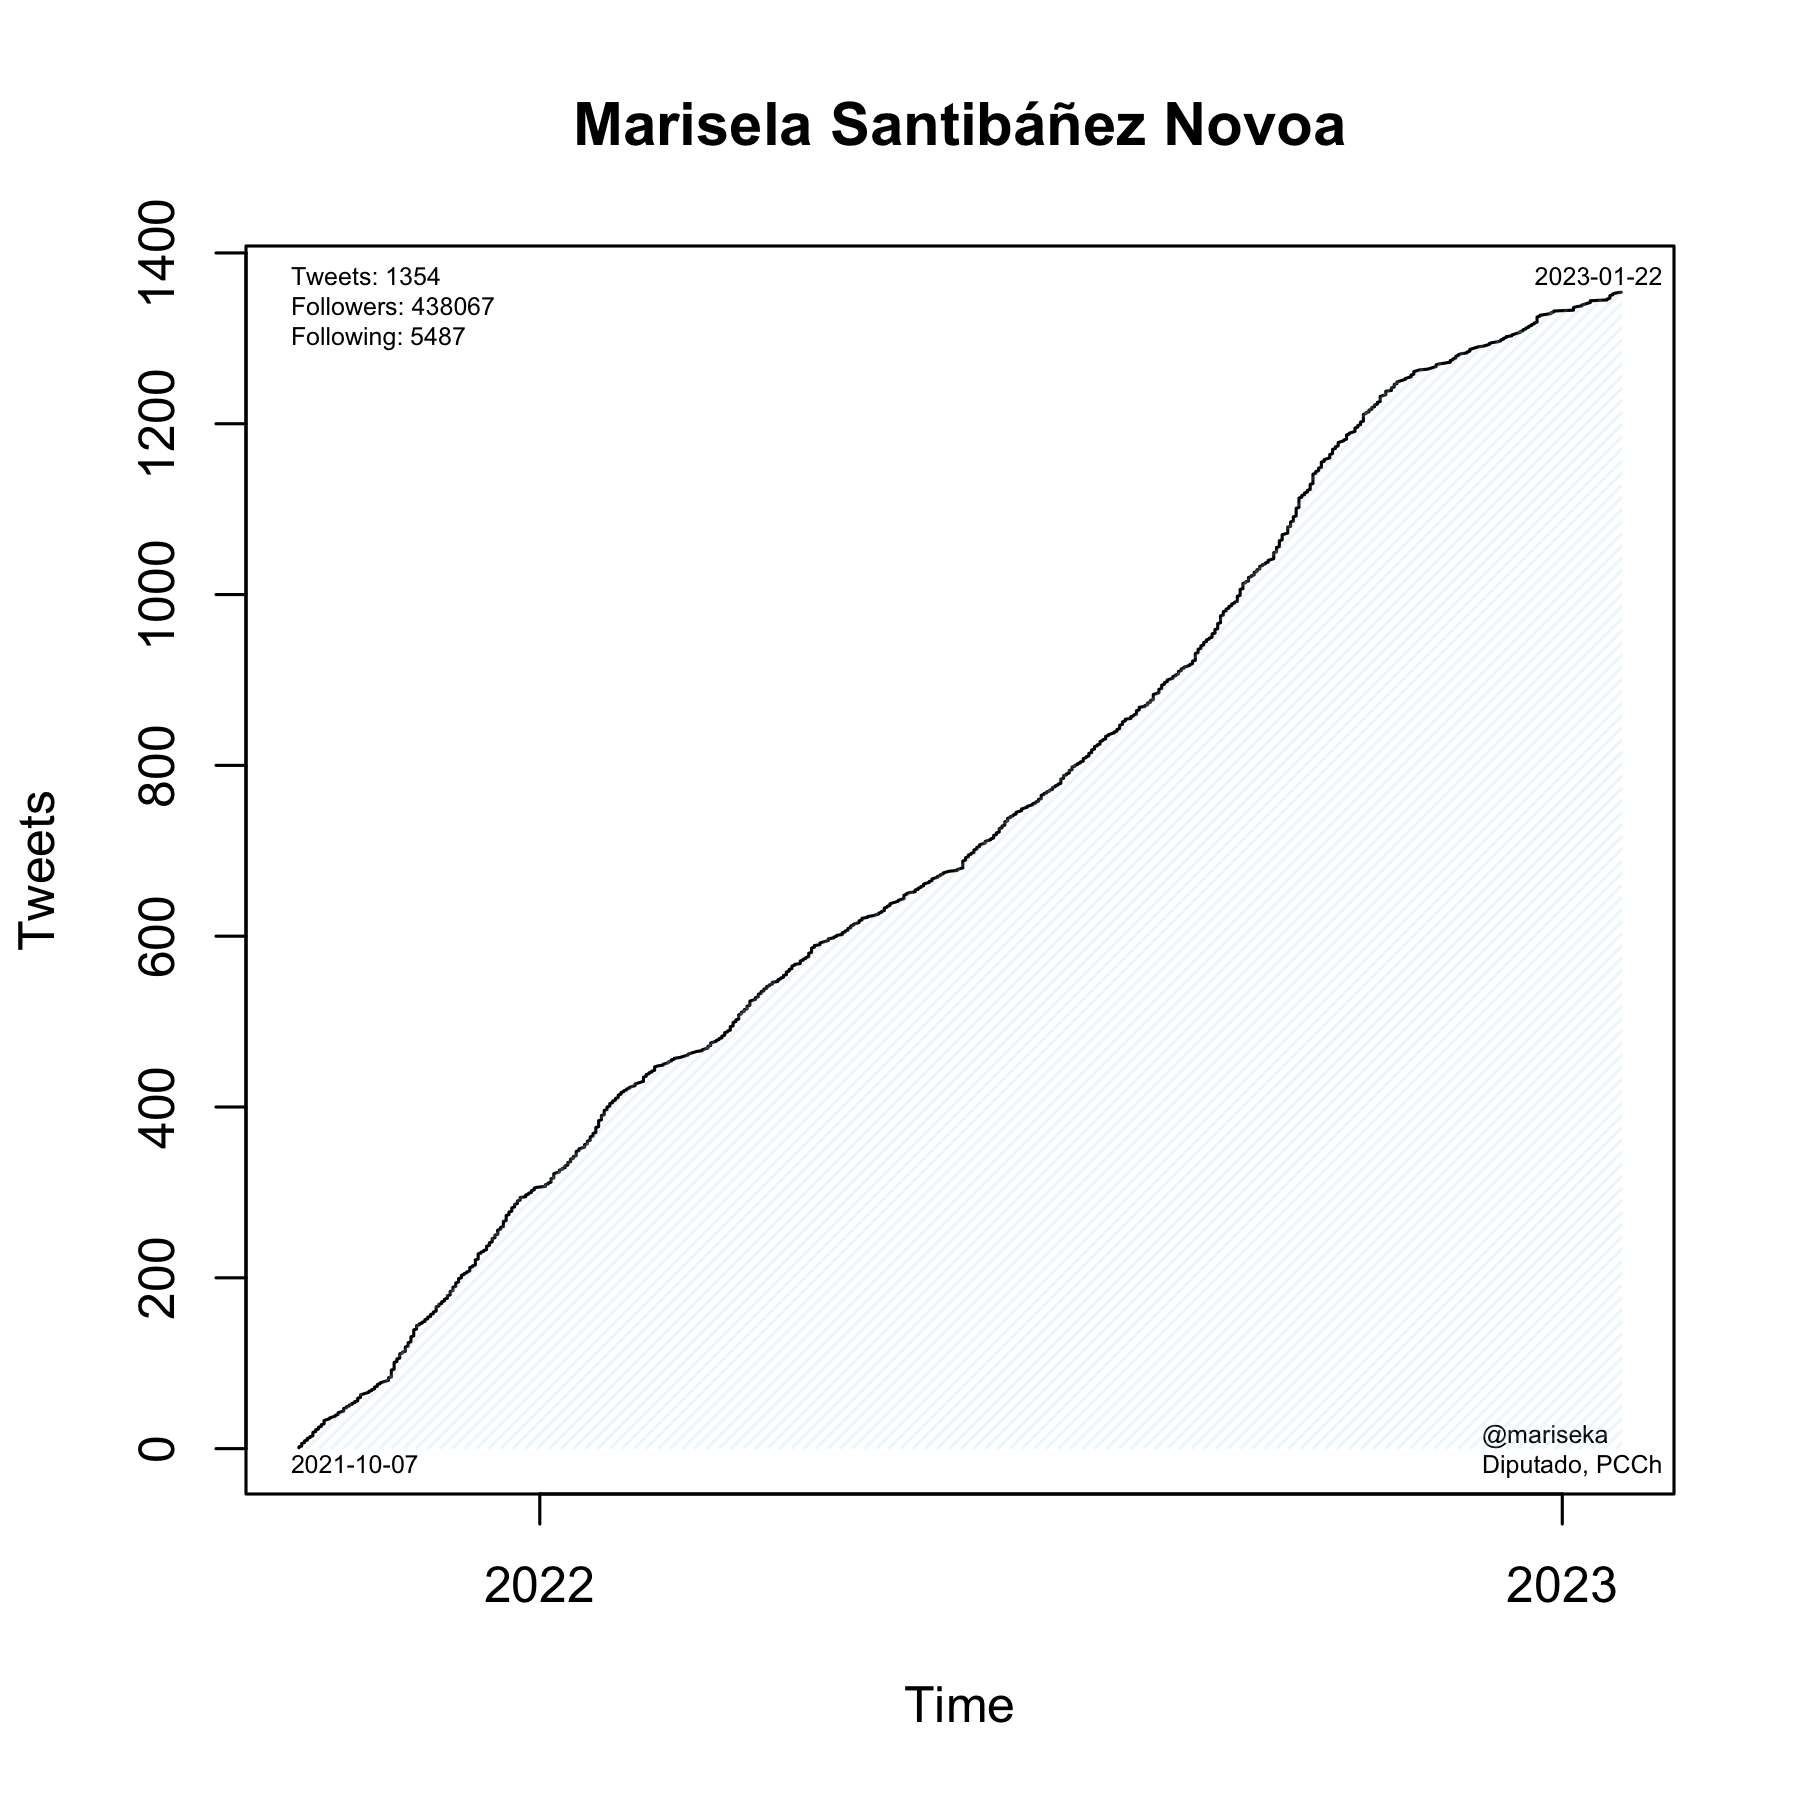 Marisela Santibáñez Novoa
Tweets: 1354
Followers: 438067
Following: 5487
2023-01-22
1400
1200
1000
800
600
400
200
0
Tweets
2021-10-07
@mariseka
Diputado, PCCh
2022
2023
Time